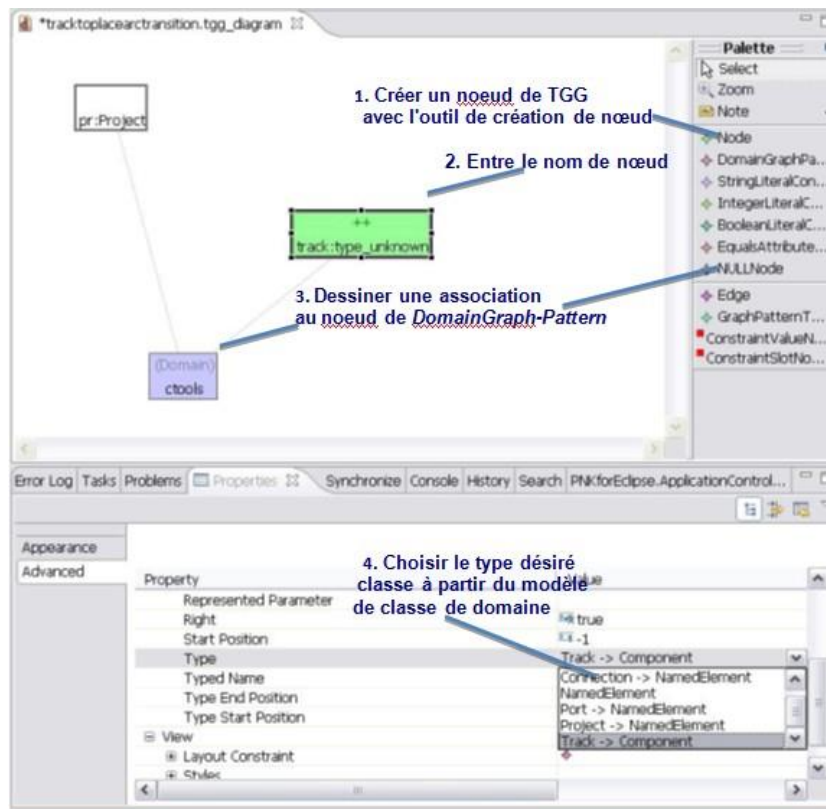 *tracktoplacearctransition.tgg_diagram
Palette
Select
Zoom
Note
Node
DomainGraphPa...
StringLiteralCon...
IntegerLiteralC...
BooleanLiteralC...
EqualsAttribute...
NULLNode
Edge
GraphPatternT...
ConstraintValueN...
ConstraintSlotNo...
pr:Project
1. Créer un noeud de TGG
avec l'outil de création de nœud
2. Entre le nom de nœud
++
track:type_unknown
3. Dessiner une association
au noeud de DomainGraph-Pattern
(Domain)
ctools
Error Log Tasks Problems Properties Synchronize Console History Search PNKforEclipse.ApplicationControl...
Appearance
Advanced
4. Choisir le type désiré
classe à partir du modèle
de classe de domaine
Property Value
Represented Parameter
Right true
Start Position -1
Type Track -> Component
Typed Name
Type End Position
Type Start Position
Connection -> NamedElement
NamedElement
Port -> NamedElement
Project -> NamedElement
Track -> Component
View
Layout Constraint
Styles